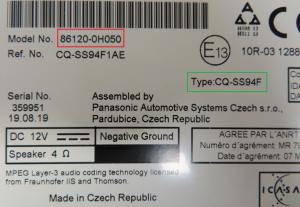 Model No. 86120-0H050
Ref. No. CQ-SS94F1AE
E13
10R-03 1288
Type:CQ-SS94F
Serial No.
359951
19.08.19
Assembled by
Panasonic Automotive Systems Czech s.r.o.,
Pardubice, Czech Republic
DC 12V
Negative Ground
Speaker 4 Ω
AGREE PAR L'ANRT
Numéro d'agrément: MR 
Date d'agrément: 07
MPEG Layer-3 audio coding technology licensed
from Fraunhofer IIS and Thomson.
ICASA
Made in Czech Republic